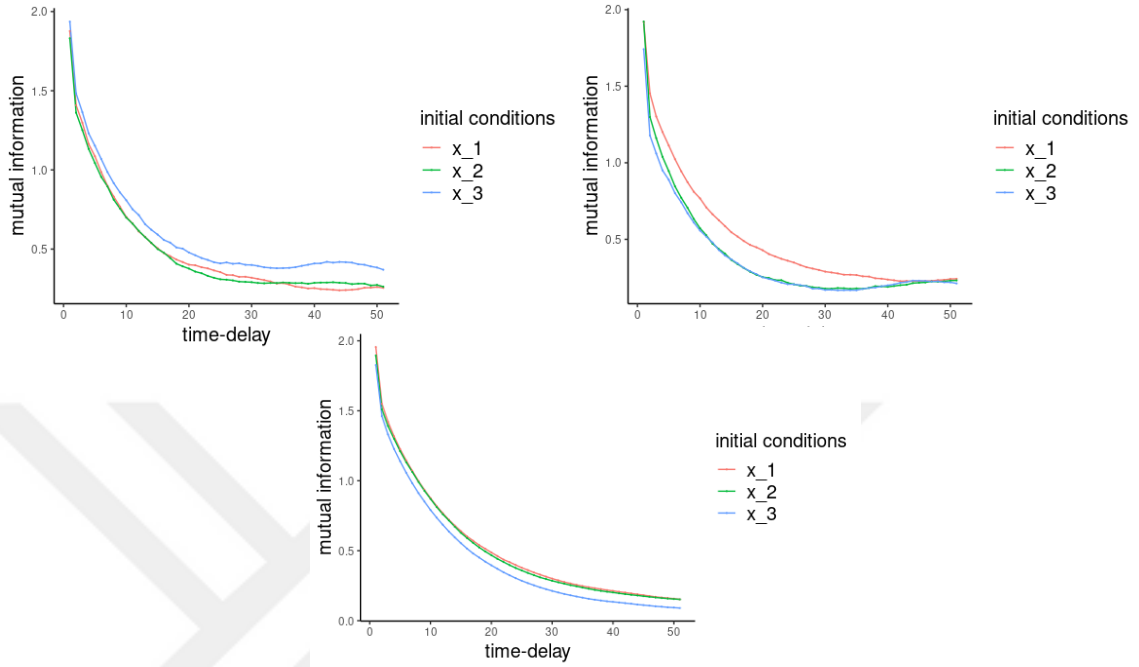 2.0
1.5
1.0
0.5
mutual information
0 10 20 30 40 50
time-delay
initial conditions
x_1
x_2
x_3
2.0
1.5
1.0
0.5
mutual information
0 10 20 30 40 50
initial conditions
x_1
x_2
x_3
2.0
1.5
1.0
0.5
0.0
mutual information
0 10 20 30 40 50
time-delay
initial conditions
x_1
x_2
x_3